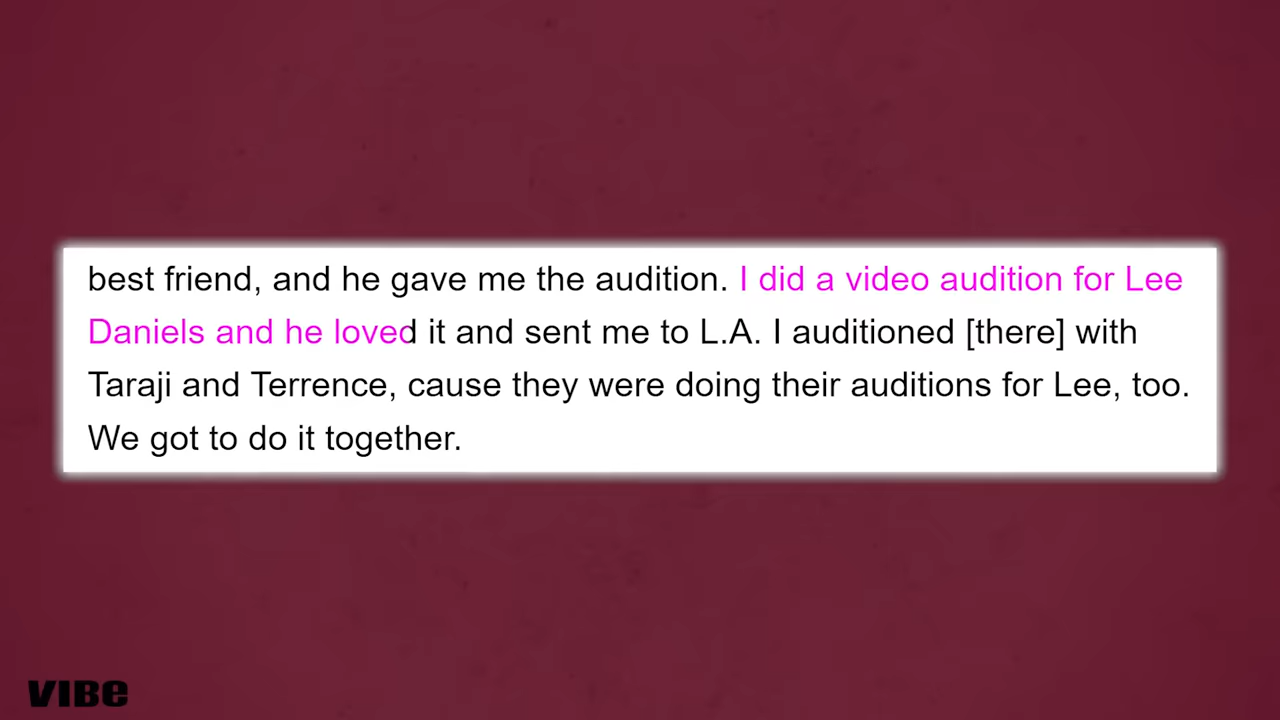 best friend, and he gave me the audition. I did a video audition for Lee
Daniels and he loved it and sent me to L.A. I auditioned [there] with
Taraji and Terrence, cause they were doing their auditions for Lee, too.
We got to do it together.
VIBE